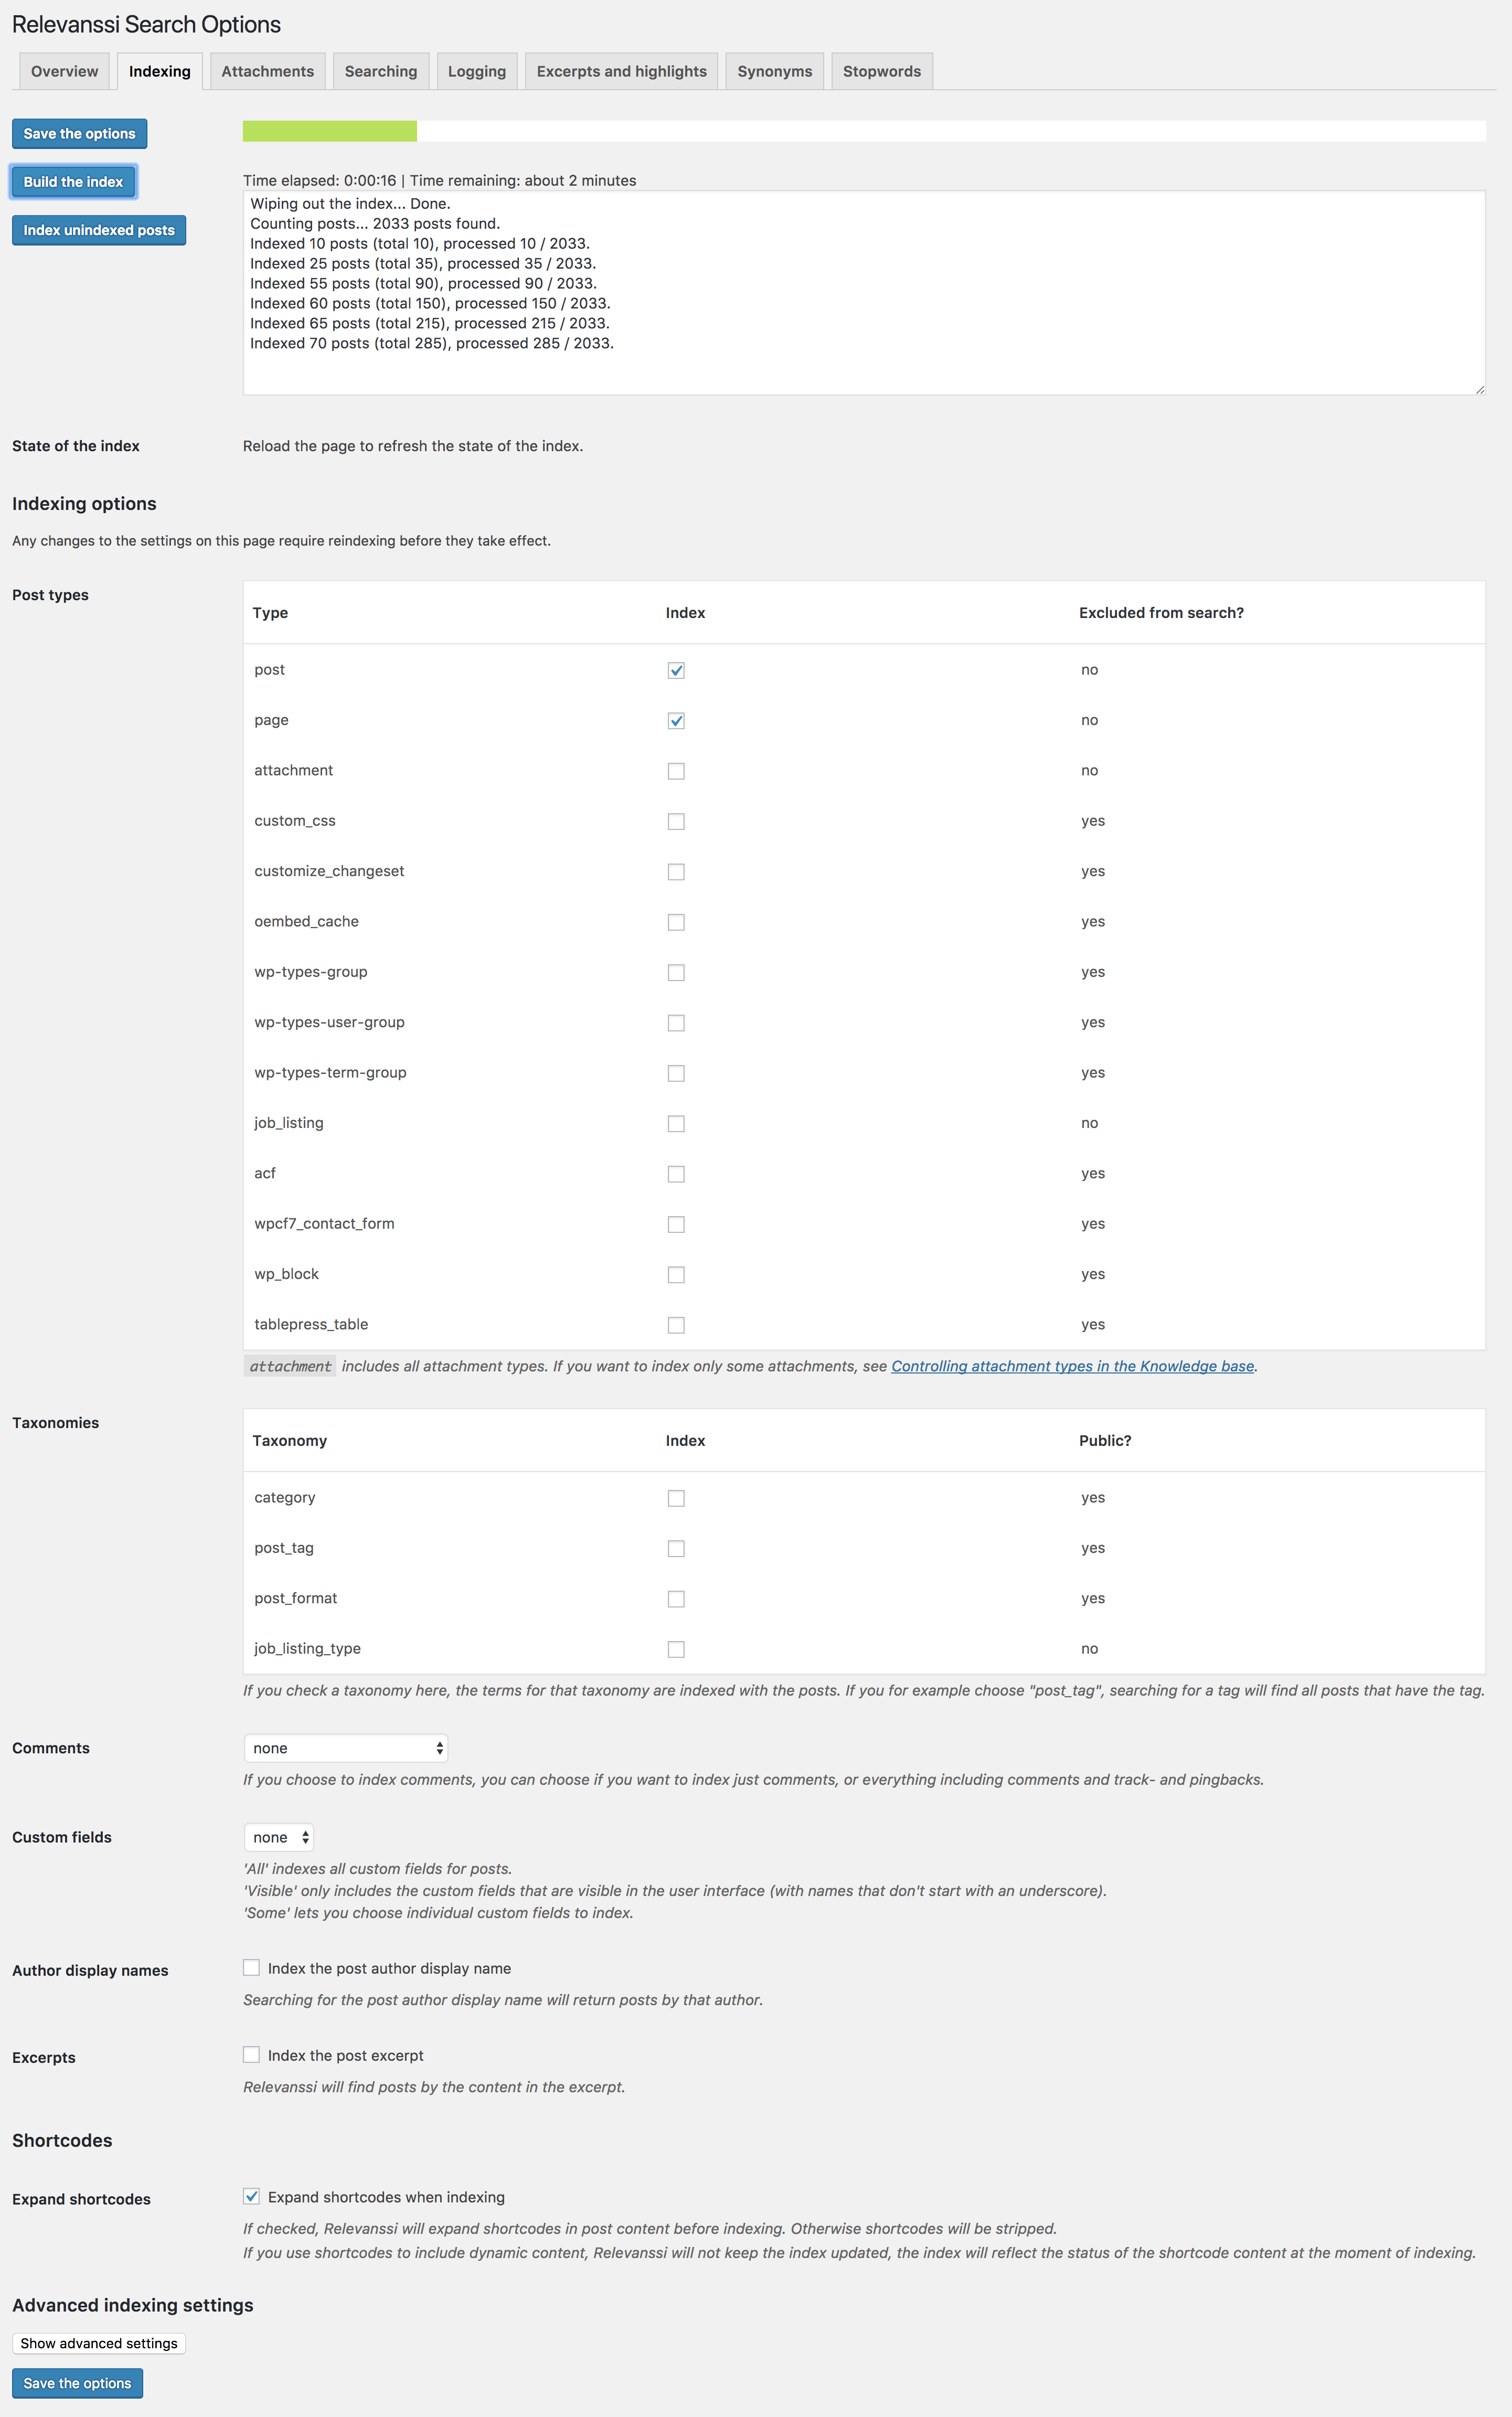 Relevanssi Search Options
Overview
Indexing
Attachments
Searching
Logging
Excerpts and highlights
Synonyms
Stopwords
Save the options
Build the index
Index unindexed posts
Time elapsed: 0:00:16 | Time remaining: about 2 minutes
Wiping out the index... Done.
Counting posts... 2033 posts found.
Indexed 10 posts (total 10), processed 10 / 2033.
Indexed 25 posts (total 35), processed 35 / 2033.
Indexed 55 posts (total 90), processed 90 / 2033.
Indexed 60 posts (total 150), processed 150 / 2033.
Indexed 65 posts (total 215), processed 215 / 2033.
Indexed 70 posts (total 285), processed 285 / 2033.
State of the index
Reload the page to refresh the state of the index.
Indexing options
Any changes to the settings on this page require reindexing before they take effect.
Post types
Type Index Excluded from search?
post no
page no
attachment no
custom_css yes
customize_changeset yes
oembed_cache yes
wp-types-group yes
wp-types-user-group yes
wp-types-term-group yes
job_listing no
acf yes
wpcf7_contact_form yes
wp_block yes
tablepress_table yes
attachment includes all attachment types. If you want to index only some attachments, see Controlling attachment types in the Knowledge base.
Taxonomies
Taxonomy Index Public?
category yes
post_tag yes
post_format yes
job_listing_type no
If you check a taxonomy here, the terms for that taxonomy are indexed with the posts. If you for example choose "post_tag", searching for a tag will find all posts that have the tag.
Comments
none
If you choose to index comments, you can choose if you want to index just comments, or everything including comments and track- and pingbacks.
Custom fields
none
'All' indexes all custom fields for posts.
'Visible' only includes the custom fields that are visible in the user interface (with names that don't start with an underscore).
'Some' lets you choose individual custom fields to index.
Author display names
Index the post author display name
Searching for the post author display name will return posts by that author.
Excerpts
Index the post excerpt
Relevanssi will find posts by the content in the excerpt.
Shortcodes
Expand shortcodes
Expand shortcodes when indexing
If checked, Relevanssi will expand shortcodes in post content before indexing. Otherwise shortcodes will be stripped.
If you use shortcodes to include dynamic content, Relevanssi will not keep the index updated, the index will reflect the status of the shortcode content at the moment of indexing.
Advanced indexing settings
Show advanced settings
Save the options